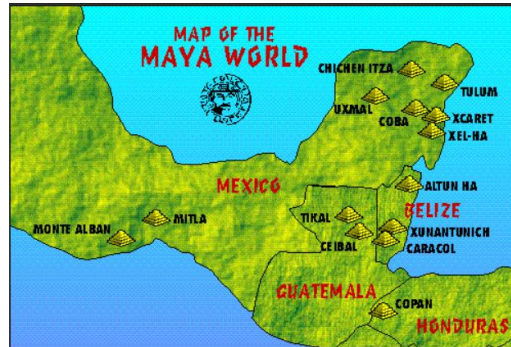 MAP OF THE
MAYA WORLD
CHICHEN ITZA
TULUM
UXMAL
COBA
XCARET
XEL-HA
MEXICO
ALTUN HA
MONTE ALBAN
MITLA
TIKAL
BELIZE
CEIBAL
XUNANTUNICH
CARACOL
GUATEMALA
COPAN
HONDURAS